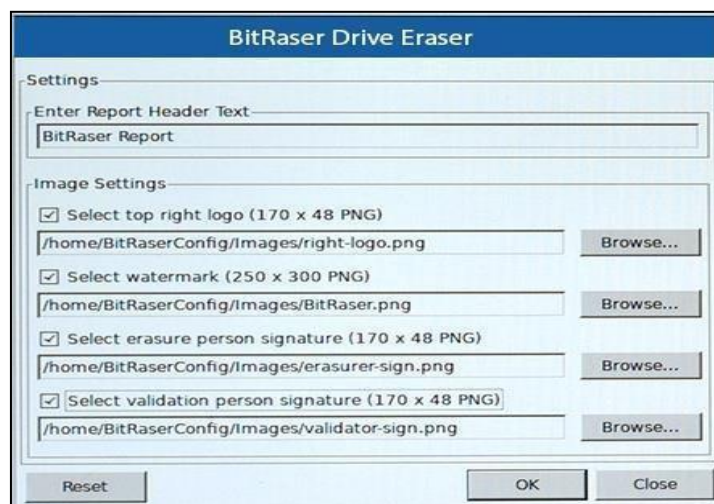 BitRaser Drive Eraser
Settings
Enter Report Header Text
BitRaser Report
Image Settings
Select top right logo (170 x 48 PNG)
/home/BitRaserConfig/Images/right-logo.png
Browse...
Select watermark (250 x 300 PNG)
/home/BitRaserConfig/Images/BitRaser.png
Browse...
Select erasure person signature (170 x 48 PNG)
/home/BitRaserConfig/Images/erasurer-sign.png
Browse...
Select validation person signature (170 x 48 PNG)
/home/BitRaserConfig/Images/validator-sign.png
Browse...
Reset
OK
Close